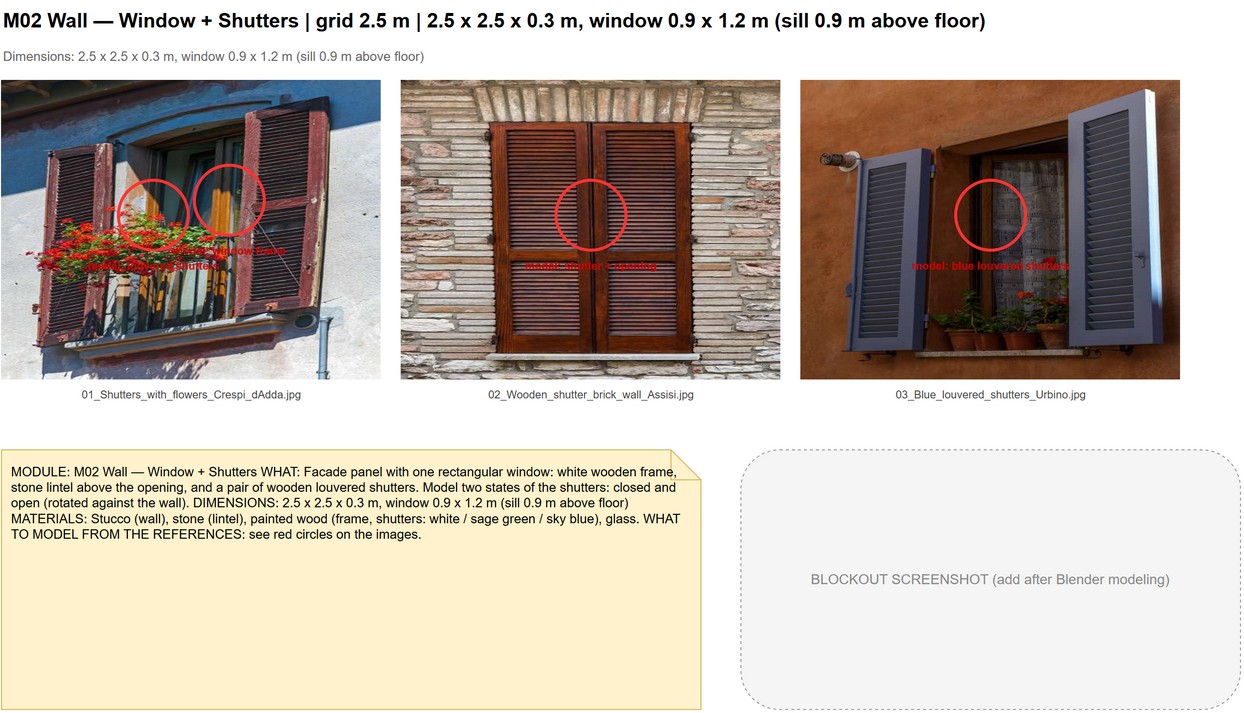 M02 Wall — Window + Shutters | grid 2.5 m | 2.5 x 2.5 x 0.3 m, window 0.9 x 1.2 m (sill 0.9 m above floor)
Dimensions: 2.5 x 2.5 x 0.3 m, window 0.9 x 1.2 m (sill 0.9 m above floor)
window frame
shutters
model: shutter + opening
model: blue louvered shutters
01_Shutters_with_flowers_Crespi_dAdda.jpg
02_Wooden_shutter_brick_wall_Assisi.jpg
03_Blue_louvered_shutters_Urbino.jpg
MODULE: M02 Wall — Window + Shutters WHAT: Facade panel with one rectangular window: white wooden frame,
stone lintel above the opening, and a pair of wooden louvered shutters. Model two states of the shutters: closed and
open (rotated against the wall). DIMENSIONS: 2.5 x 2.5 x 0.3 m, window 0.9 x 1.2 m (sill 0.9 m above floor)
MATERIALS: Stucco (wall), stone (lintel), painted wood (frame, shutters: white / sage green / sky blue), glass. WHAT
TO MODEL FROM THE REFERENCES: see red circles on the images.
BLOCKOUT SCREENSHOT (add after Blender modeling)